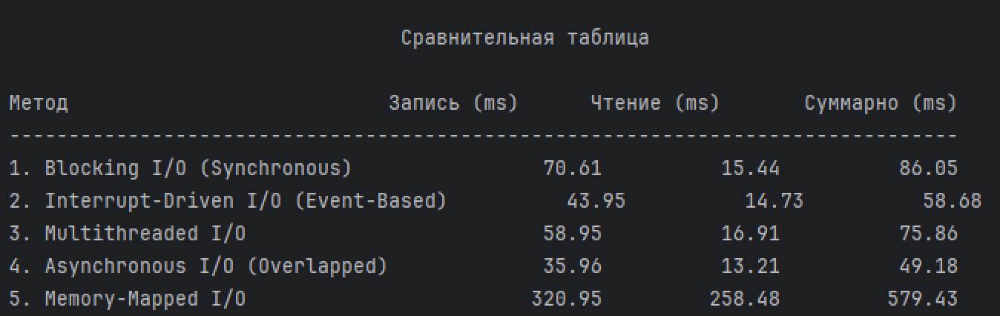 Сравнительная таблица
Метод Запись (ms) Чтение (ms) Суммарно (ms)
--------------------------------------------------------------------------------
1. Blocking I/O (Synchronous) 70.61 15.44 86.05
2. Interrupt-Driven I/O (Event-Based) 43.95 14.73 58.68
3. Multithreaded I/O 58.95 16.91 75.86
4. Asynchronous I/O (Overlapped) 35.96 13.21 49.18
5. Memory-Mapped I/O 320.95 258.48 579.43